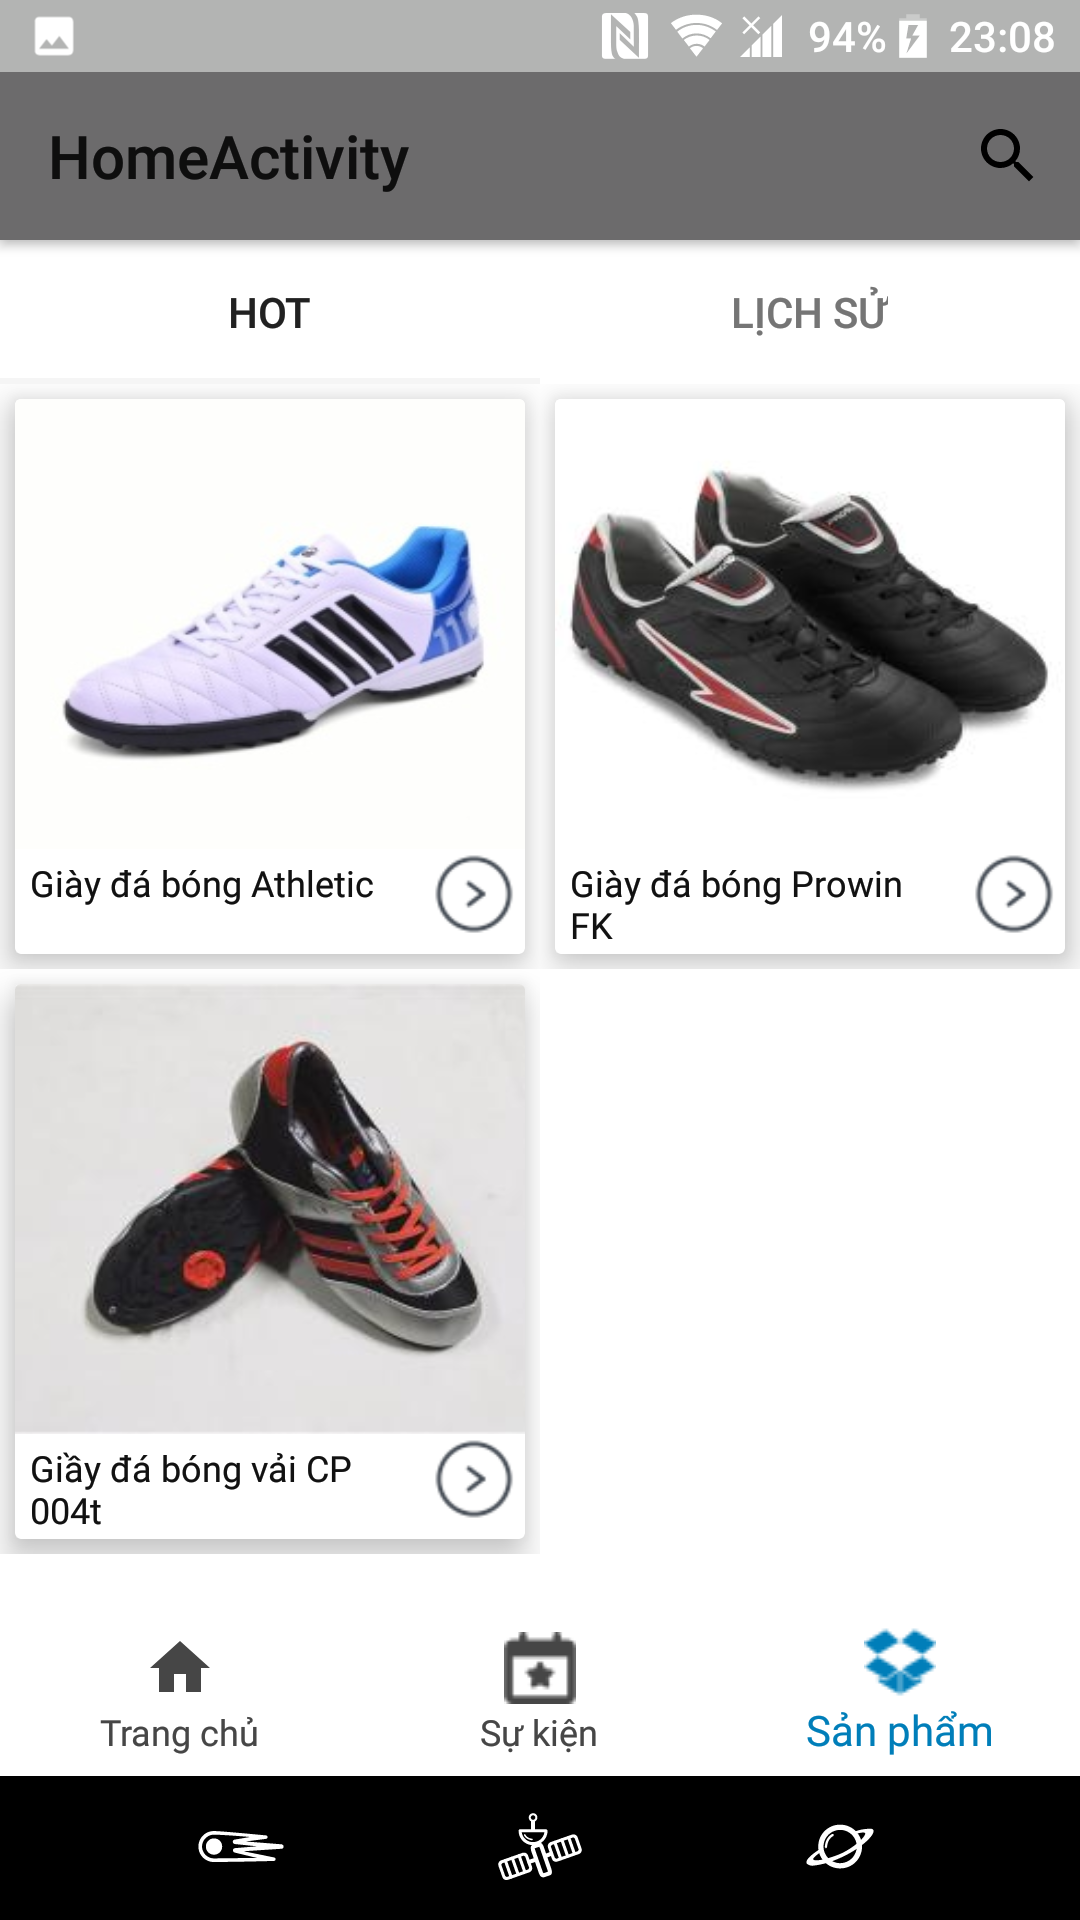 94% 23:08
HomeActivity
HOT
LỊCH SỬ
Giày đá bóng Athletic
Giày đá bóng Prowin
FK
Giầy đá bóng vải CP
004t
Trang chủ
Sự kiện
Sản phẩm